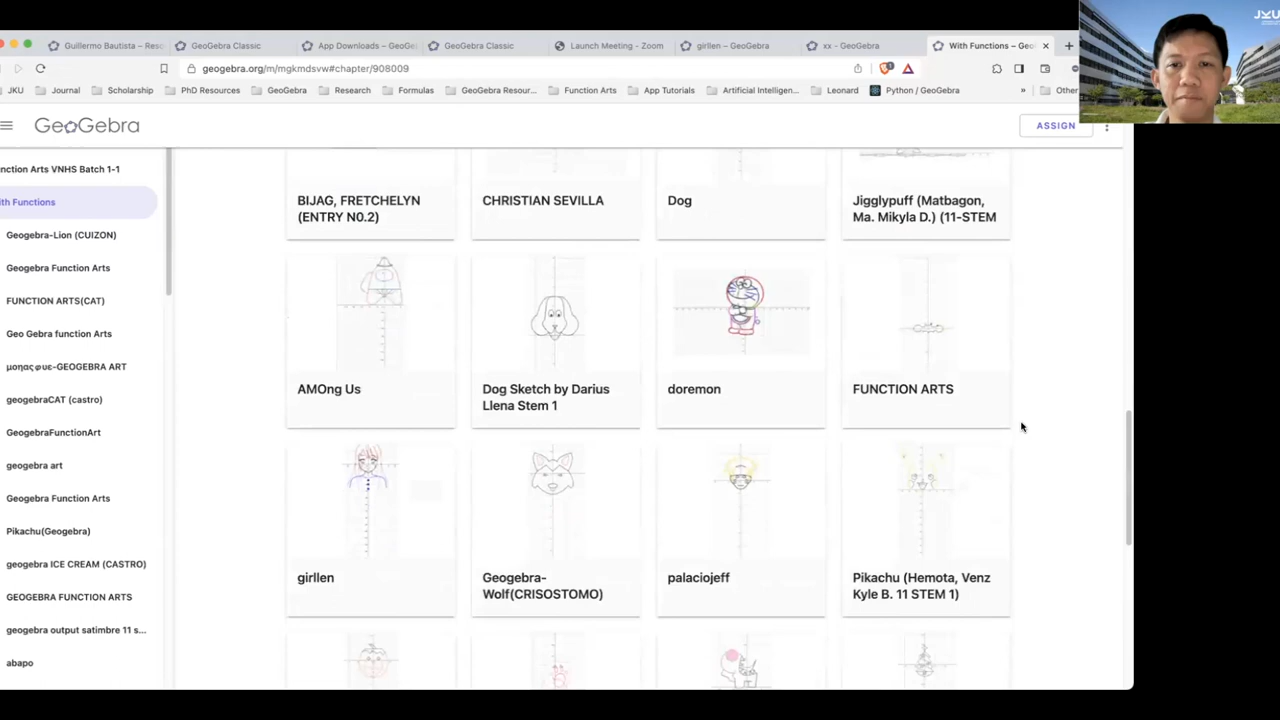 Guillermo Bautista – Reso
GeoGebra Classic
App Downloads – GeoGe
GeoGebra Classic
Launch Meeting - Zoom
girllen – GeoGebra
xx - GeoGebra
With Functions – Geo
geogebra.org/m/mgkmdsvw#chapter/908009
JKU
Journal
Scholarship
PhD Resources
GeoGebra
Research
Formulas
GeoGebra Resour...
Function Arts
App Tutorials
Artificial Intelligen...
Leonard
Python / GeoGebra
»
Other
GeoGebra
ASSIGN
nction Arts VNHS Batch 1-1
ith Functions
Geogebra-Lion (CUIZON)
Geogebra Function Arts
FUNCTION ARTS(CAT)
Geo Gebra function Arts
geogebraCAT (castro)
GeogebraFunctionArt
geogebra art
Geogebra Function Arts
Pikachu(Geogebra)
geogebra ICE CREAM (CASTRO)
GEOGEBRA FUNCTION ARTS
geogebra output satimbre 11 s...
abapo
BIJAG, FRETCHELYN
(ENTRY N0.2)
CHRISTIAN SEVILLA
Dog
Jigglypuff (Matbagon,
Ma. Mikyla D.) (11-STEM
AMOng Us
Dog Sketch by Darius
Llena Stem 1
doremon
FUNCTION ARTS
girllen
Geogebra-
Wolf(CRISOSTOMO)
palaciojeff
Pikachu (Hemota, Venz
Kyle B. 11 STEM 1)
JKU